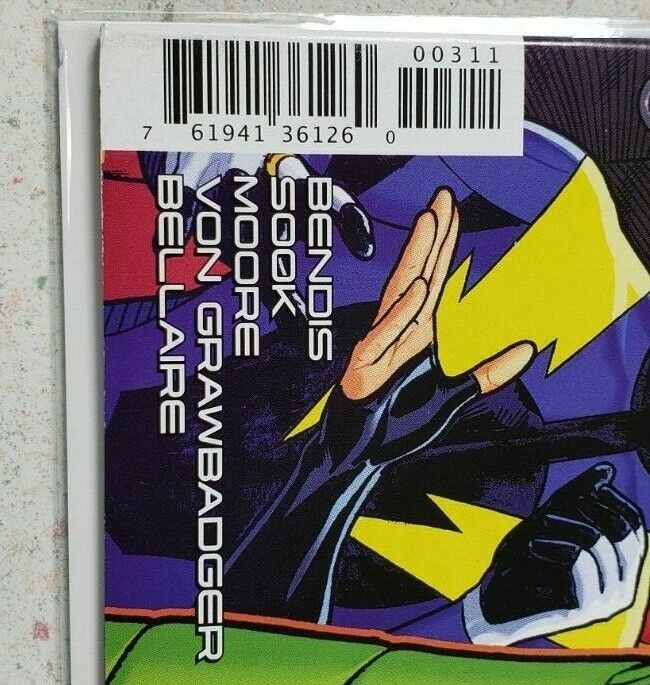 00311
7 61941 36126 0
BENDIS
SOOK
MOORE
VON GRAWBADGER
BELLAIRE